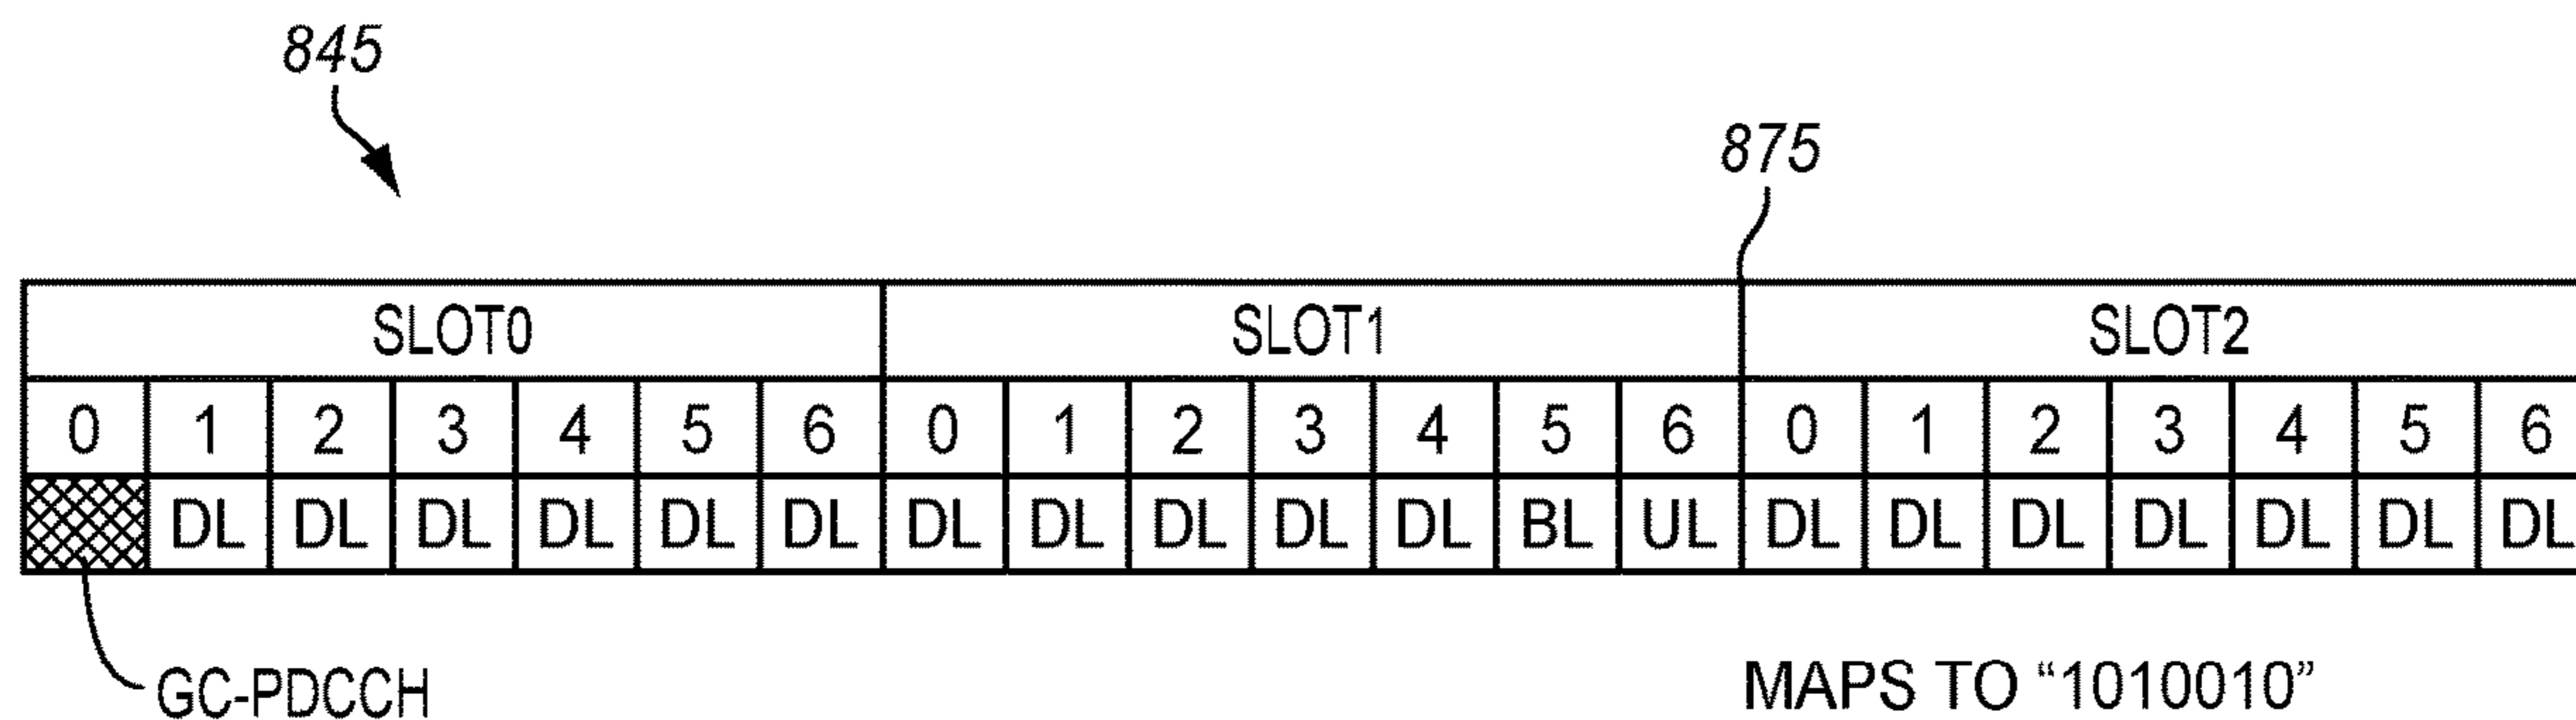 845
875
SLOT0 SLOT1 SLOT2
0 1 2 3 4 5 6 0 1 2 3 4 5 6 0 1 2 3 4 5 6
DL DL DL DL DL DL DL DL DL DL DL BL UL DL DL DL DL DL DL DL
GC-PDCCH
MAPS TO “1010010”